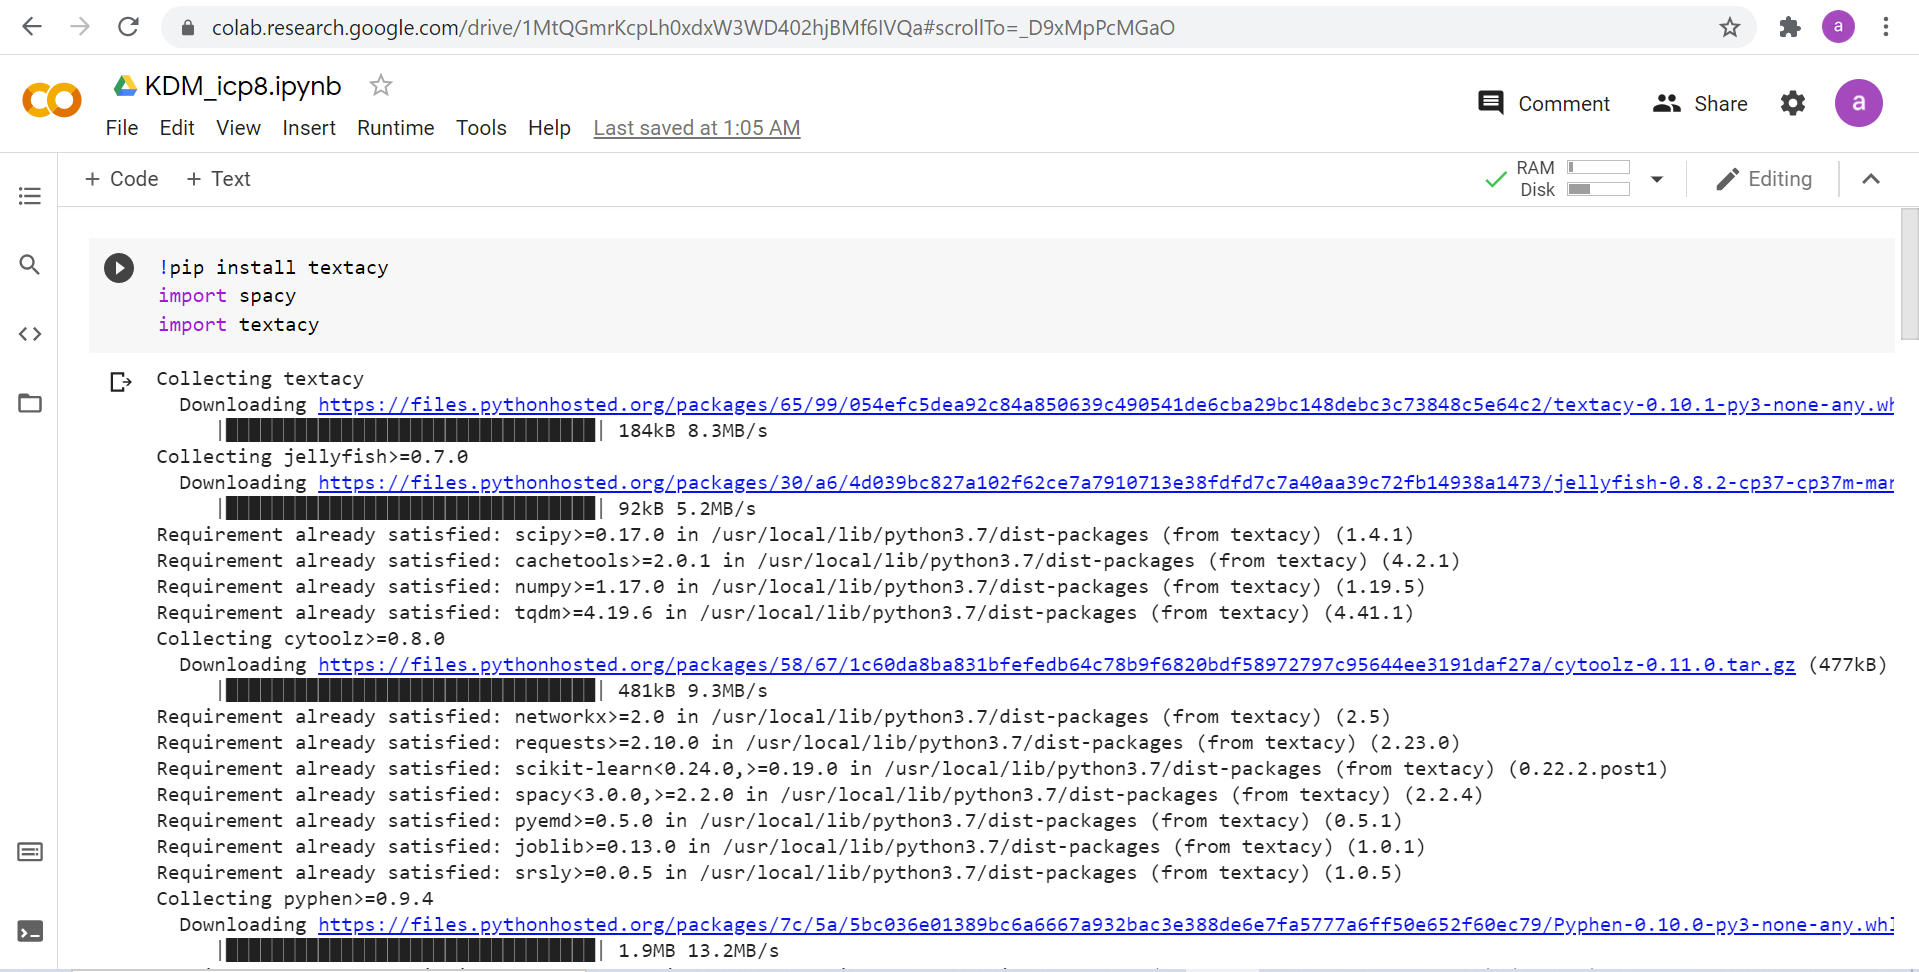 colab.research.google.com/drive/1MtQGmrKcpLh0xdxW3WD402hjBMf6IVQa#scrollTo=_D9xMpPcMGaO
a
CO
KDM_icp8.ipynb
File Edit View Insert Runtime Tools Help Last saved at 1:05 AM
Comment Share a
+ Code + Text
RAM
Disk
Editing
!pip install textacy
import spacy
import textacy
Collecting textacy
Downloading https://files.pythonhosted.org/packages/65/99/054efc5dea92c84a850639c490541de6cba29bc148debc3c73848c5e64c2/textacy-0.10.1-py3-none-any.wh
184kB 8.3MB/s
Collecting jellyfish>=0.7.0
Downloading https://files.pythonhosted.org/packages/30/a6/4d039bc827a102f62ce7a7910713e38fdfd7c7a40aa39c72fb14938a1473/jellyfish-0.8.2-cp37-cp37m-man
92kB 5.2MB/s
Requirement already satisfied: scipy>=0.17.0 in /usr/local/lib/python3.7/dist-packages (from textacy) (1.4.1)
Requirement already satisfied: cachetools>=2.0.1 in /usr/local/lib/python3.7/dist-packages (from textacy) (4.2.1)
Requirement already satisfied: numpy>=1.17.0 in /usr/local/lib/python3.7/dist-packages (from textacy) (1.19.5)
Requirement already satisfied: tqdm>=4.19.6 in /usr/local/lib/python3.7/dist-packages (from textacy) (4.41.1)
Collecting cytoolz>=0.8.0
Downloading https://files.pythonhosted.org/packages/58/67/1c60da8ba831bfefedb64c78b9f6820bdf58972797c95644ee3191daf27a/cytoolz-0.11.0.tar.gz (477kB)
481kB 9.3MB/s
Requirement already satisfied: networkx>=2.0 in /usr/local/lib/python3.7/dist-packages (from textacy) (2.5)
Requirement already satisfied: requests>=2.10.0 in /usr/local/lib/python3.7/dist-packages (from textacy) (2.23.0)
Requirement already satisfied: scikit-learn<0.24.0,>=0.19.0 in /usr/local/lib/python3.7/dist-packages (from textacy) (0.22.2.post1)
Requirement already satisfied: spacy<3.0.0,>=2.2.0 in /usr/local/lib/python3.7/dist-packages (from textacy) (2.2.4)
Requirement already satisfied: pyemd>=0.5.0 in /usr/local/lib/python3.7/dist-packages (from textacy) (0.5.1)
Requirement already satisfied: joblib>=0.13.0 in /usr/local/lib/python3.7/dist-packages (from textacy) (1.0.1)
Requirement already satisfied: srsly>=0.0.5 in /usr/local/lib/python3.7/dist-packages (from textacy) (1.0.5)
Collecting pyphen>=0.9.4
Downloading https://files.pythonhosted.org/packages/7c/5a/5bc036e01389bc6a6667a932bac3e388de6e7fa5777a6ff50e652f60ec79/Pyphen-0.10.0-py3-none-any.whl
1.9MB 13.2MB/s